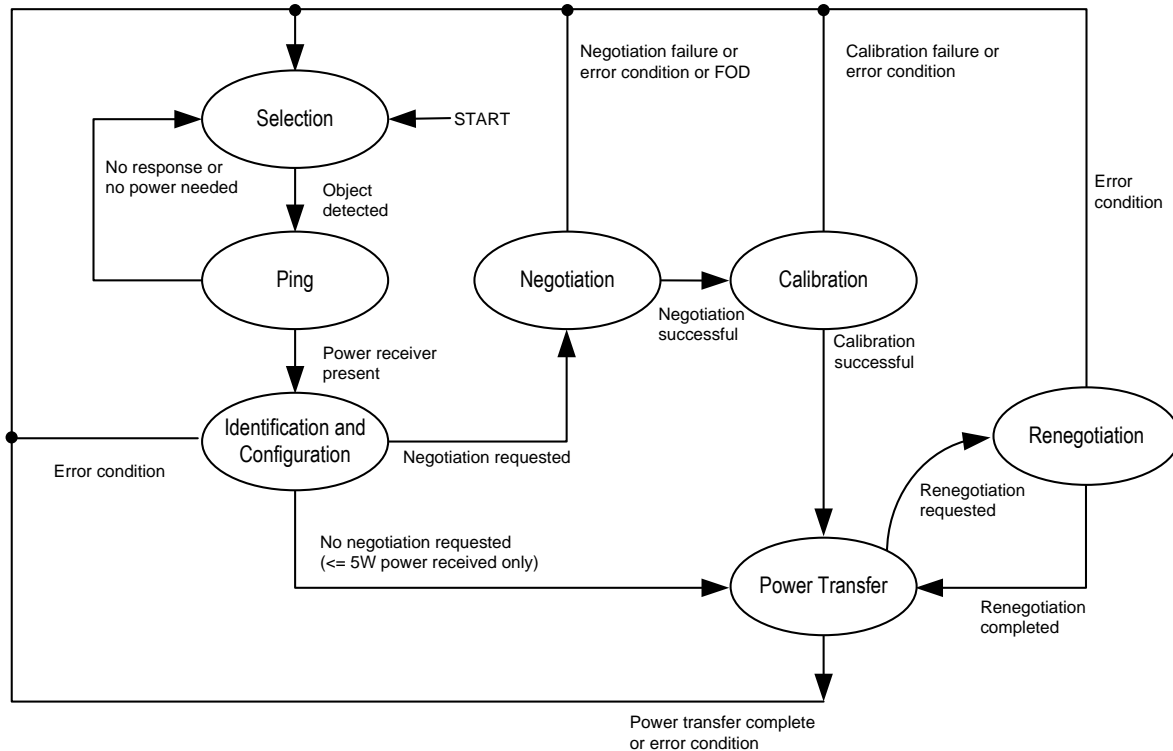 Negotiation failure or
error condition or FOD
Calibration failure or
error condition
Selection
START
No response or
no power needed
Object
detected
Error
condition
Ping
Negotiation
Calibration
Negotiation
successful
Calibration
successful
Power receiver
present
Identification and
Configuration
Error condition
Negotiation requested
Renegotiation
Renegotiation
requested
No negotiation requested
(<= 5W power received only)
Power Transfer
Renegotiation
completed
Power transfer complete
or error condition